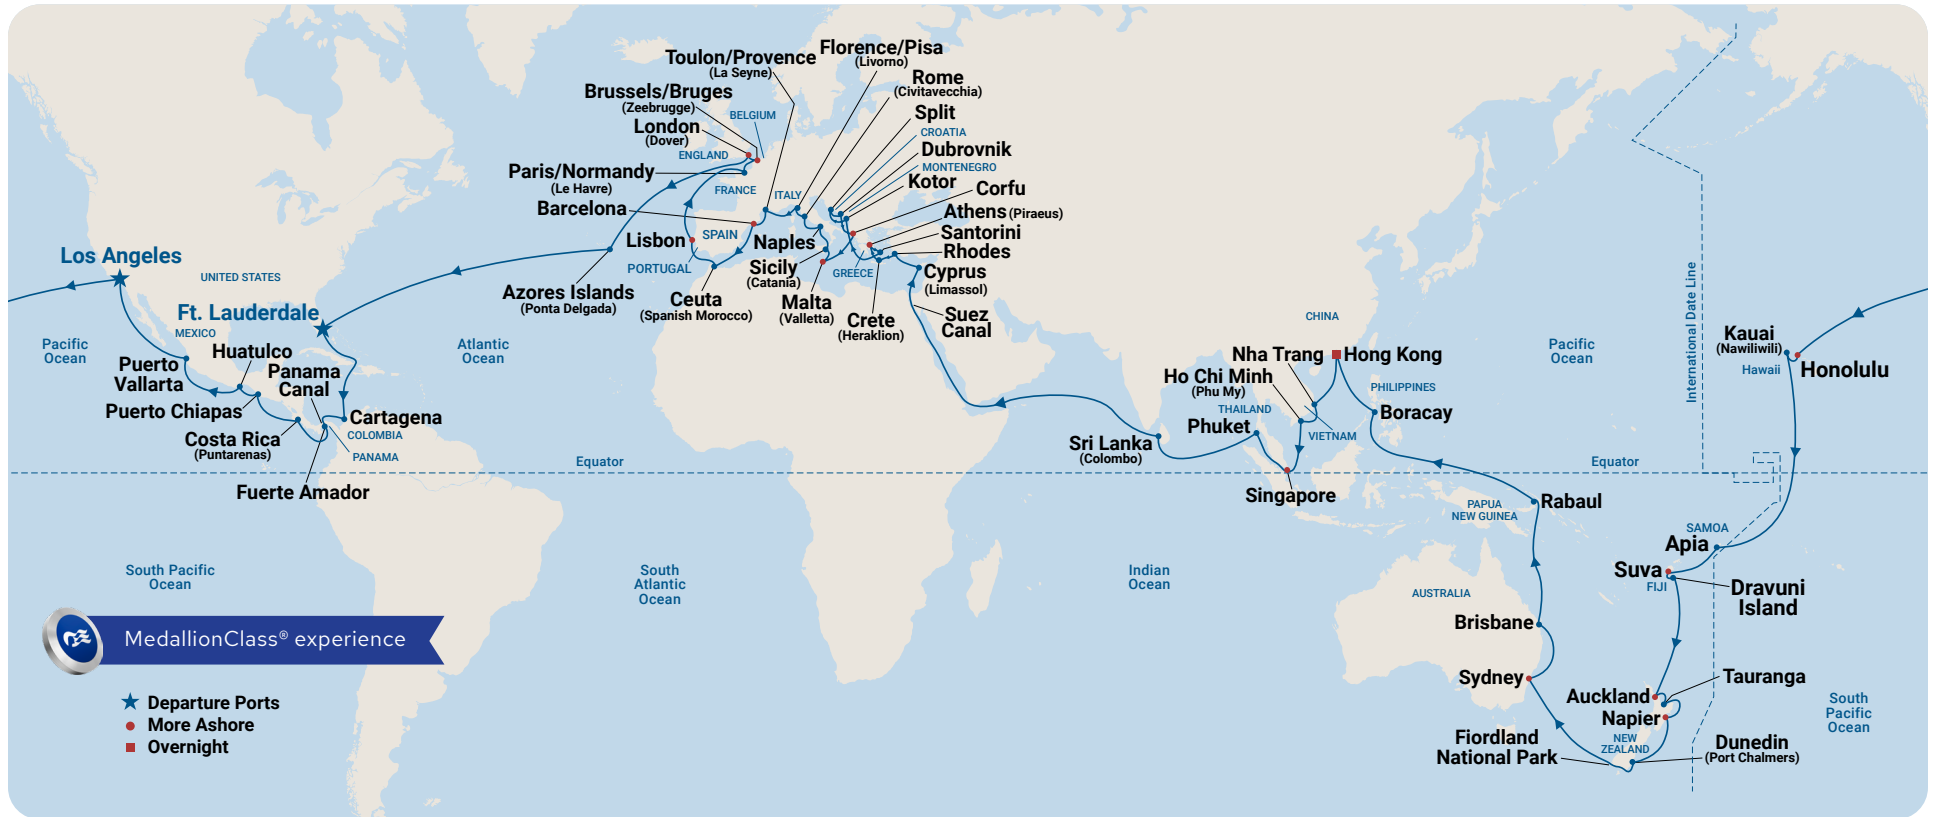 Toulon/Provence
(La Seyne)
Florence/Pisa
(Livorno)
Rome
(Civitavecchia)
Brussels/Bruges
(Zeebrugge)
BELGIUM
Split
CROATIA
London
(Dover)
ENGLAND
Dubrovnik
MONTENEGRO
Paris/Normandy
(Le Havre)
FRANCE
ITALY
Kotor
Corfu
Barcelona
Athens (Piraeus)
Lisbon
SPAIN
Naples
Santorini
Rhodes
PORTUGAL
Sicily
(Catania)
GREECE
Cyprus
(Limassol)
Los Angeles
UNITED STATES
Azores Islands
(Ponta Delgada)
Ceuta
(Spanish Morocco)
Malta
(Valletta)
Crete
(Heraklion)
Suez
Canal
Ft. Lauderdale
MEXICO
Pacific
Ocean
Huatulco
Puerto
Vallarta
Panama
Canal
Atlantic
Ocean
Puerto Chiapas
Cartagena
COLOMBIA
Costa Rica
(Puntarenas)
PANAMA
Fuerte Amador
Equator
CHINA
Nha Trang
Hong Kong
Ho Chi Minh
(Phu My)
PHILIPPINES
THAILAND
Boracay
Phuket
VIETNAM
Sri Lanka
(Colombo)
Singapore
Pacific
Ocean
International Date Line
Kauai
(Nawiliwili)
Hawaii
Honolulu
Equator
Rabaul
PAPUA
NEW GUINEA
SAMOA
Apia
Suva
FIJI
Dravuni
Island
South Pacific
Ocean
South
Atlantic
Ocean
Indian
Ocean
AUSTRALIA
Brisbane
Sydney
Auckland
Tauranga
Napier
Fiordland
National Park
NEW
ZEALAND
Dunedin
(Port Chalmers)
South
Pacific
Ocean
MedallionClass® experience
Departure Ports
More Ashore
Overnight